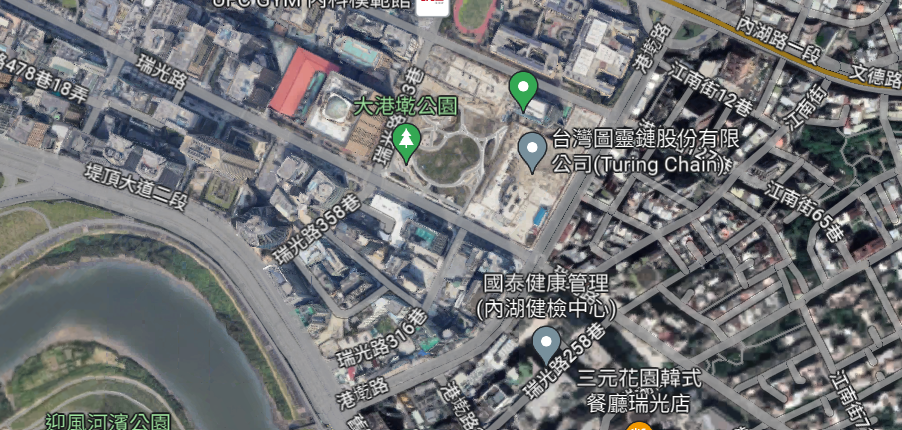 UFC GYM 內科模範館
內湖路一段
港墘路
文德路
瑞光路
江南街12巷
江南街
478巷18弄
大港墘公園
台灣圖靈鏈股份有限
公司(Turing Chain)
堤頂大道二段
江南街65巷
瑞光路358巷
國泰健康管理
(內湖健檢中心)
瑞光路316巷
瑞光路258巷
港墘路
港墘路
三元花園韓式
餐廳瑞光店
迎風河濱公園